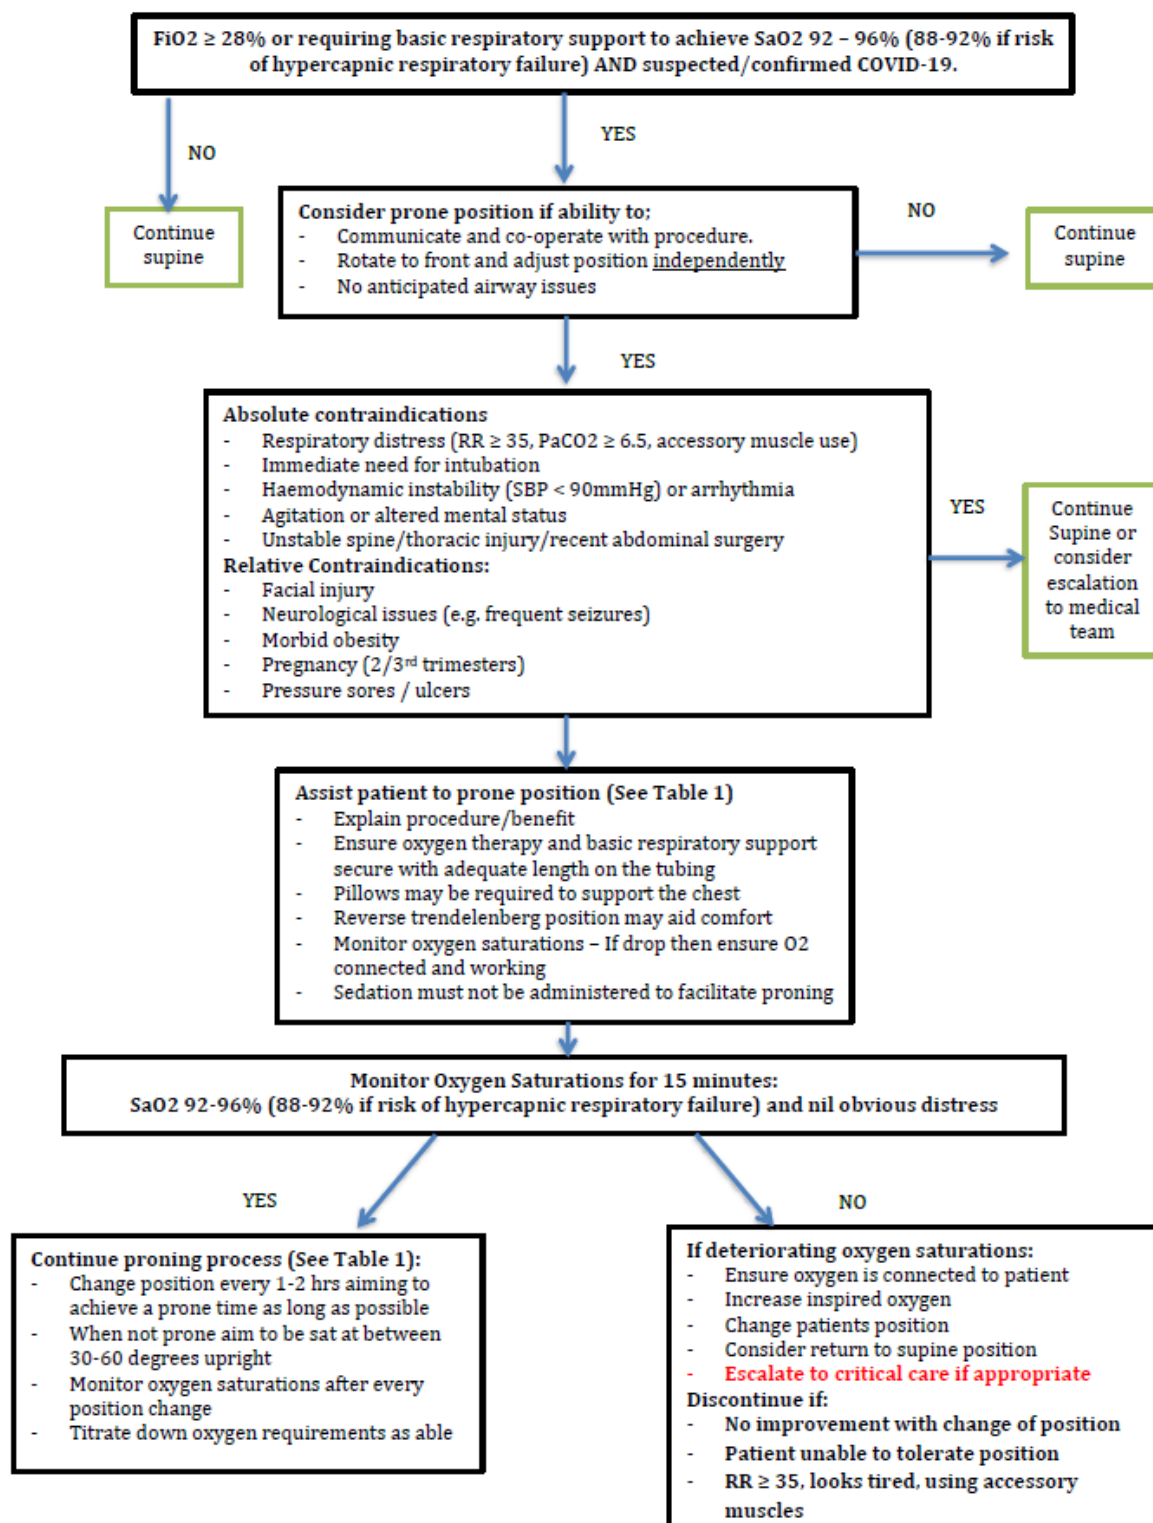 FiO2 ≥ 28% or requiring basic respiratory support to achieve SaO2 92 – 96% (88-92% if risk
of hypercapnic respiratory failure) AND suspected/confirmed COVID-19.
NO
YES
Continue
supine
Consider prone position if ability to;
- Communicate and co-operate with procedure.
- Rotate to front and adjust position independently
- No anticipated airway issues
NO
Continue
supine
YES
Absolute contraindications
- Respiratory distress (RR ≥ 35, PaCO2 ≥ 6.5, accessory muscle use)
- Immediate need for intubation
- Haemodynamic instability (SBP < 90mmHg) or arrhythmia
- Agitation or altered mental status
- Unstable spine/thoracic injury/recent abdominal surgery
Relative Contraindications:
- Facial injury
- Neurological issues (e.g. frequent seizures)
- Morbid obesity
- Pregnancy (2/3rd trimesters)
- Pressure sores / ulcers
YES
Continue
Supine or
consider
escalation
to medical
team
Assist patient to prone position (See Table 1)
- Explain procedure/benefit
- Ensure oxygen therapy and basic respiratory support
secure with adequate length on the tubing
- Pillows may be required to support the chest
- Reverse trendelenberg position may aid comfort
- Monitor oxygen saturations – If drop then ensure O2
connected and working
- Sedation must not be administered to facilitate proning
Monitor Oxygen Saturations for 15 minutes:
SaO2 92-96% (88-92% if risk of hypercapnic respiratory failure) and nil obvious distress
YES
NO
Continue proning process (See Table 1):
- Change position every 1-2 hrs aiming to
achieve a prone time as long as possible
- When not prone aim to be sat at between
30-60 degrees upright
- Monitor oxygen saturations after every
position change
- Titrate down oxygen requirements as able
If deteriorating oxygen saturations:
- Ensure oxygen is connected to patient
- Increase inspired oxygen
- Change patients position
- Consider return to supine position
- Escalate to critical care if appropriate
Discontinue if:
- No improvement with change of position
- Patient unable to tolerate position
- RR ≥ 35, looks tired, using accessory
muscles